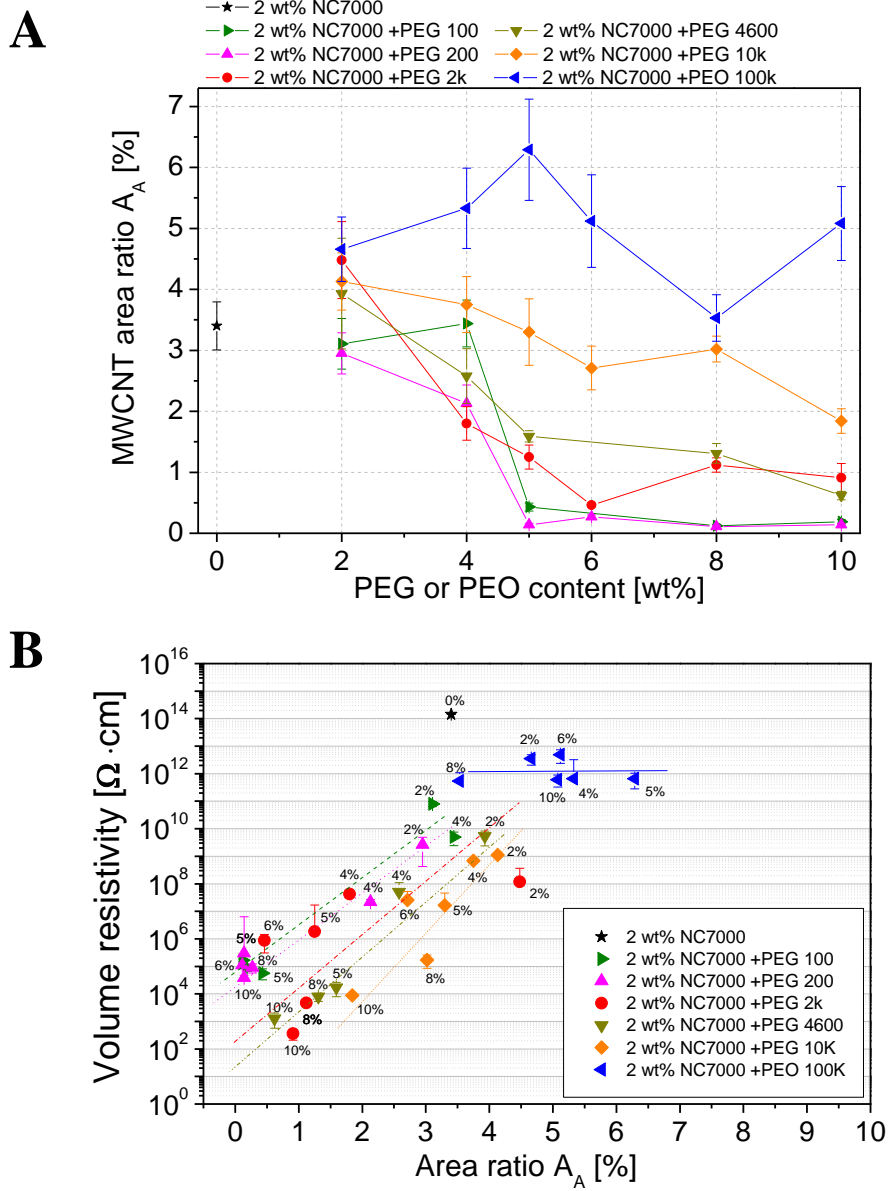 A
2 wt% NC7000
2 wt% NC7000 +PEG 100
2 wt% NC7000 +PEG 4600
2 wt% NC7000 +PEG 200
2 wt% NC7000 +PEG 10k
2 wt% NC7000 +PEG 2k
2 wt% NC7000 +PEO 100k
MWCNT area ratio A_A [%]
7
6
5
4
3
2
1
0
0 2 4 6 8 10
PEG or PEO content [wt%]
B
Volume resistivity [Ω·cm]
10^16
10^14
10^12
10^10
10^8
10^6
10^4
10^2
10^0
0%
2% 6%
8%
10% 4% 5%
2%
4% 2%
2%
4% 2%
4% 4% 4%
6% 5% 2%
6% 5%
5%
6% 8% 5%
8%
10% 8% 5%
10% 8% 10%
10%
2 wt% NC7000
2 wt% NC7000 +PEG 100
2 wt% NC7000 +PEG 200
2 wt% NC7000 +PEG 2k
2 wt% NC7000 +PEG 4600
2 wt% NC7000 +PEG 10K
2 wt% NC7000 +PEO 100K
0 1 2 3 4 5 6 7 8 9 10
Area ratio A_A [%]